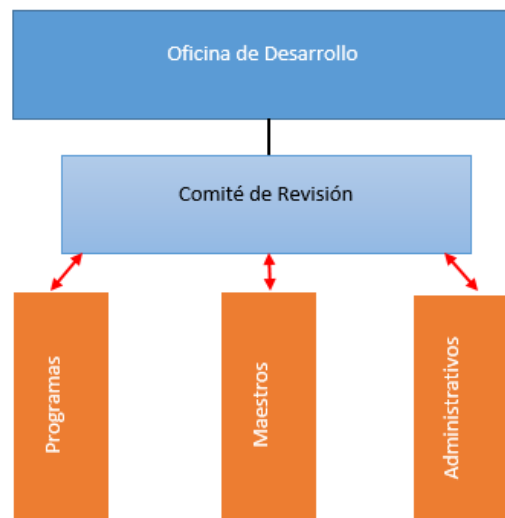 Oficina de Desarrollo
Comité de Revisión
Programas
Maestros
Administrativos